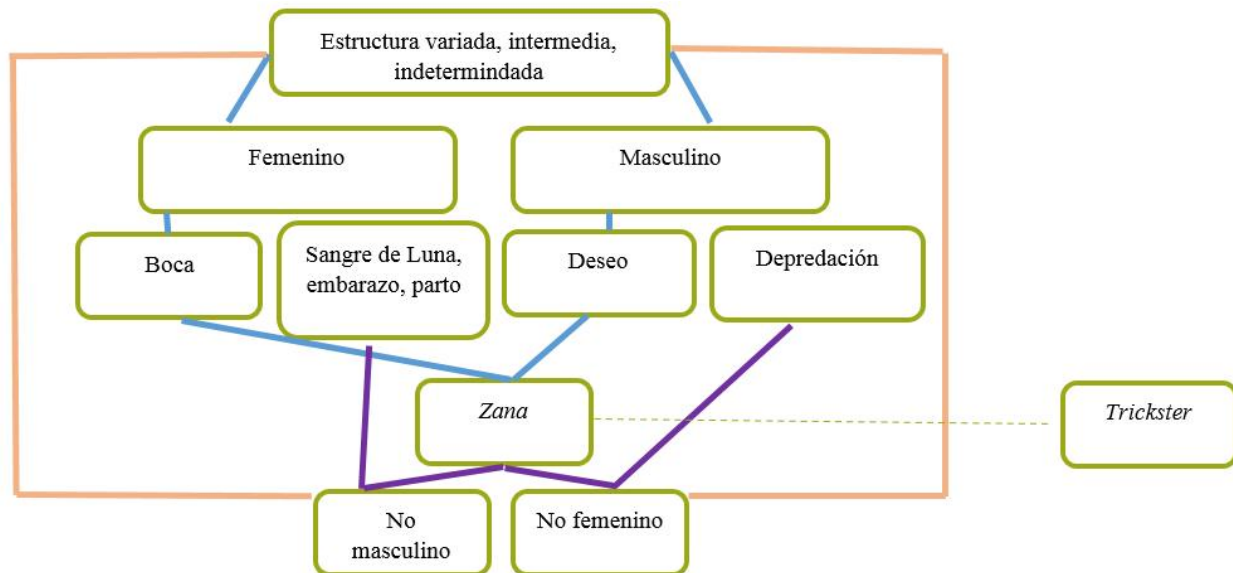 Estructura variada, intermedia,
indetermindada
Femenino
Masculino
Boca
Sangre de Luna,
embarazo, parto
Deseo
Depredación
Zana
Trickster
No
masculino
No femenino